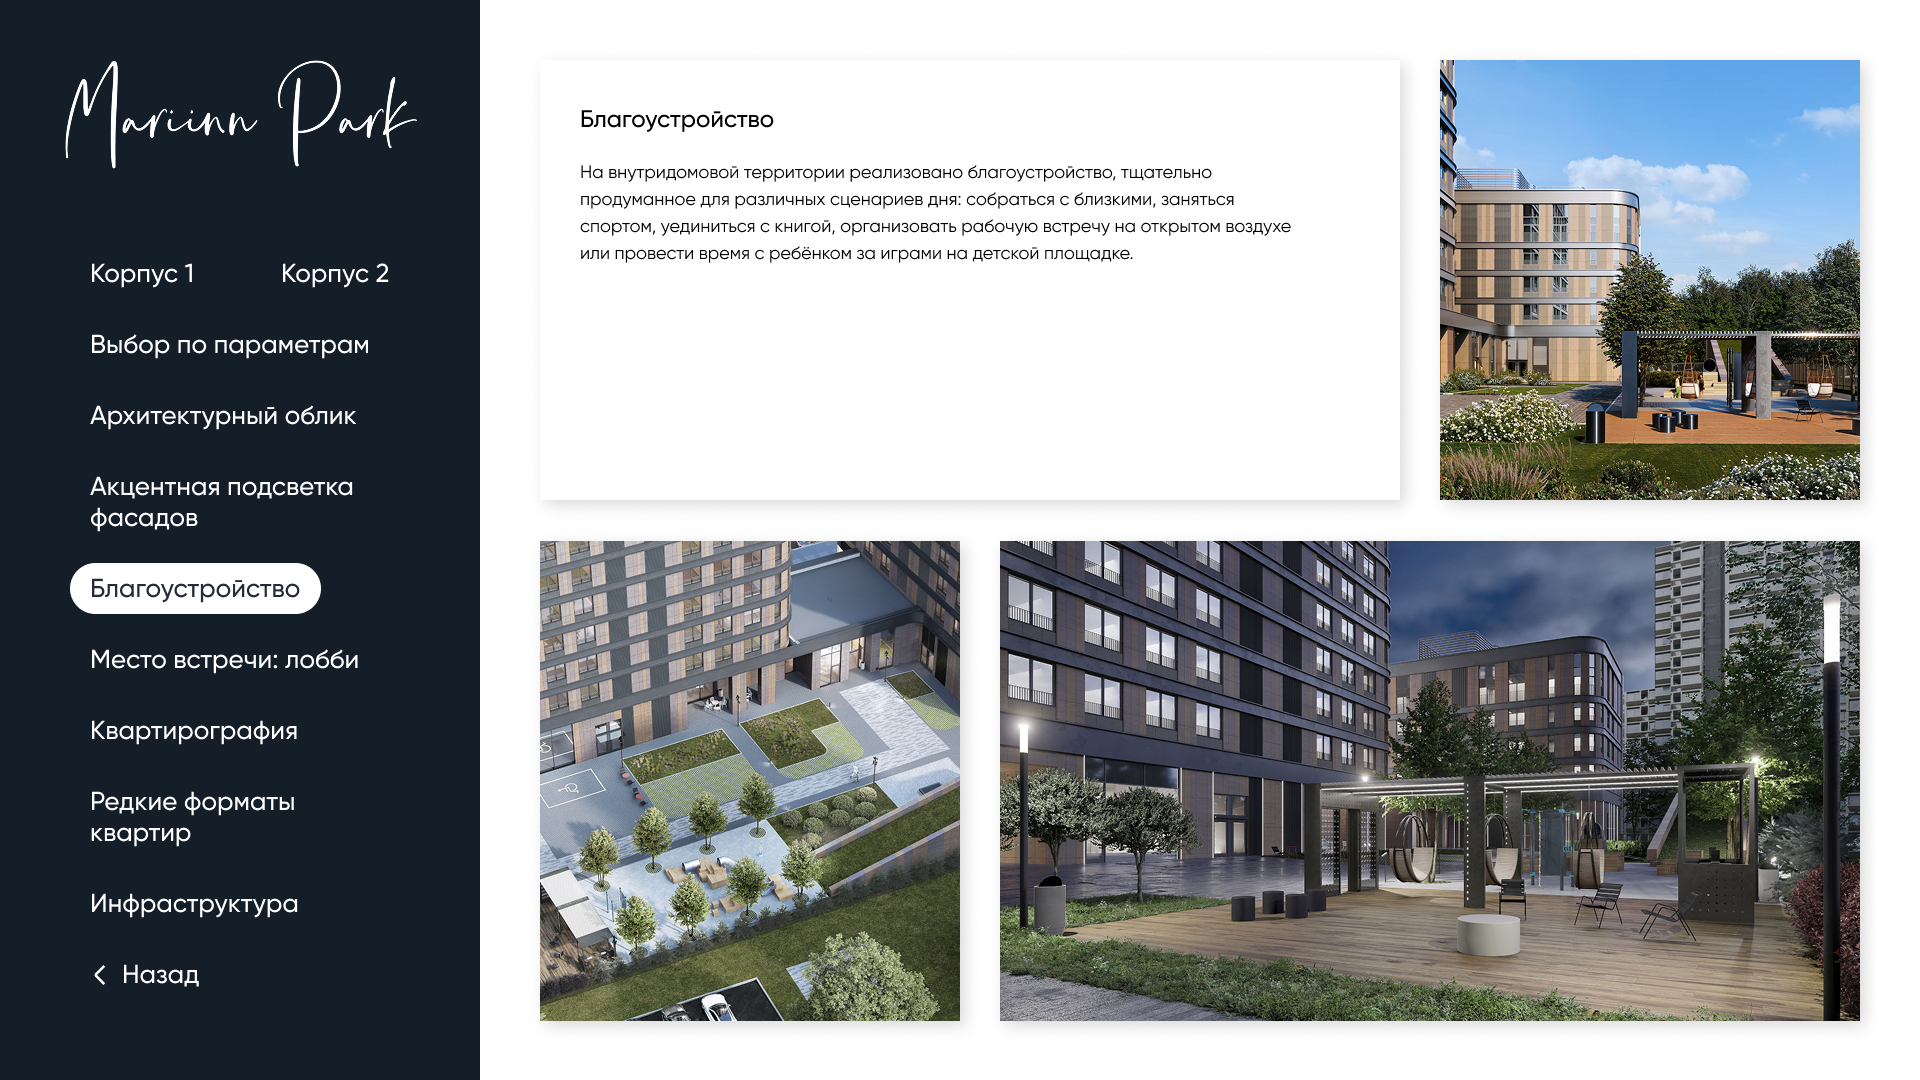 Mariinn Park
Корпус 1
Корпус 2
Выбор по параметрам
Архитектурный облик
Акцентная подсветка
фасадов
Благоустройство
Место встречи: лобби
Квартирография
Редкие форматы
квартир
Инфраструктура
Назад
Благоустройство
На внутридомовой территории реализовано благоустройство, тщательно
продуманное для различных сценариев дня: собраться с близкими, заняться
спортом, уединиться с книгой, организовать рабочую встречу на открытом воздухе
или провести время с ребёнком за играми на детской площадке.